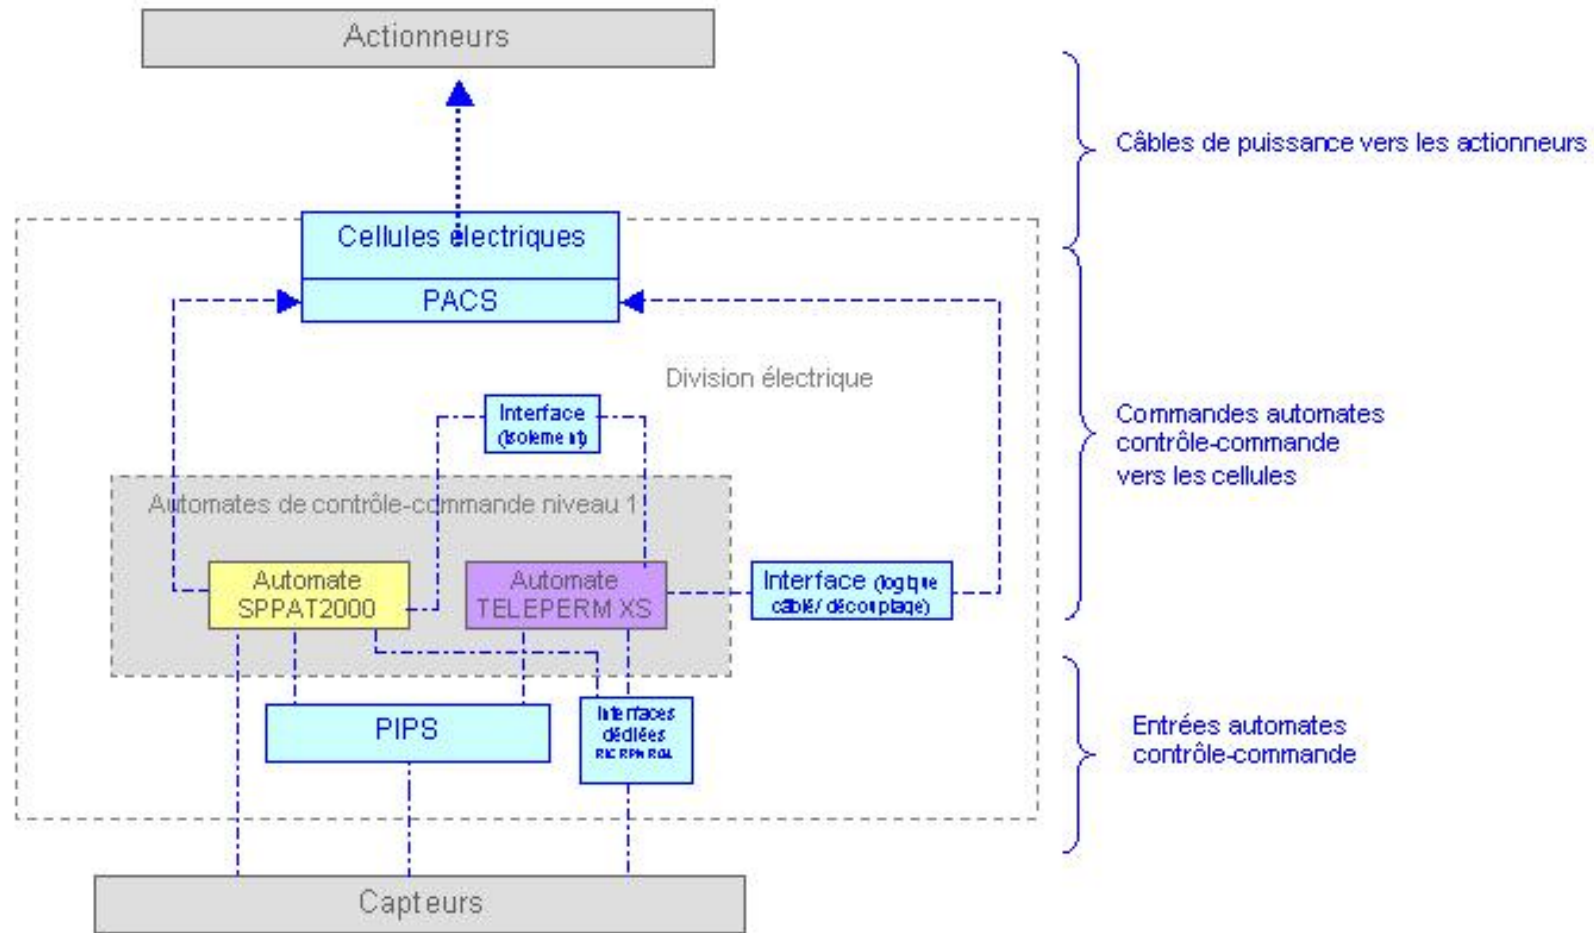 Actionneurs
Câbles de puissance vers les actionneurs
Cellules électriques
PACS
Division électrique
Interface
(Isolement)
Commandes automates
contrôle-commande
vers les cellules
Automates de contrôle-commande niveau 1
Automate
SPPAT2000
Automate
TELEPERM XS
Interface (logique
câblé/ découplage)
PIPS
Interfaces
dédiées
Entrées automates
contrôle-commande
Capteurs